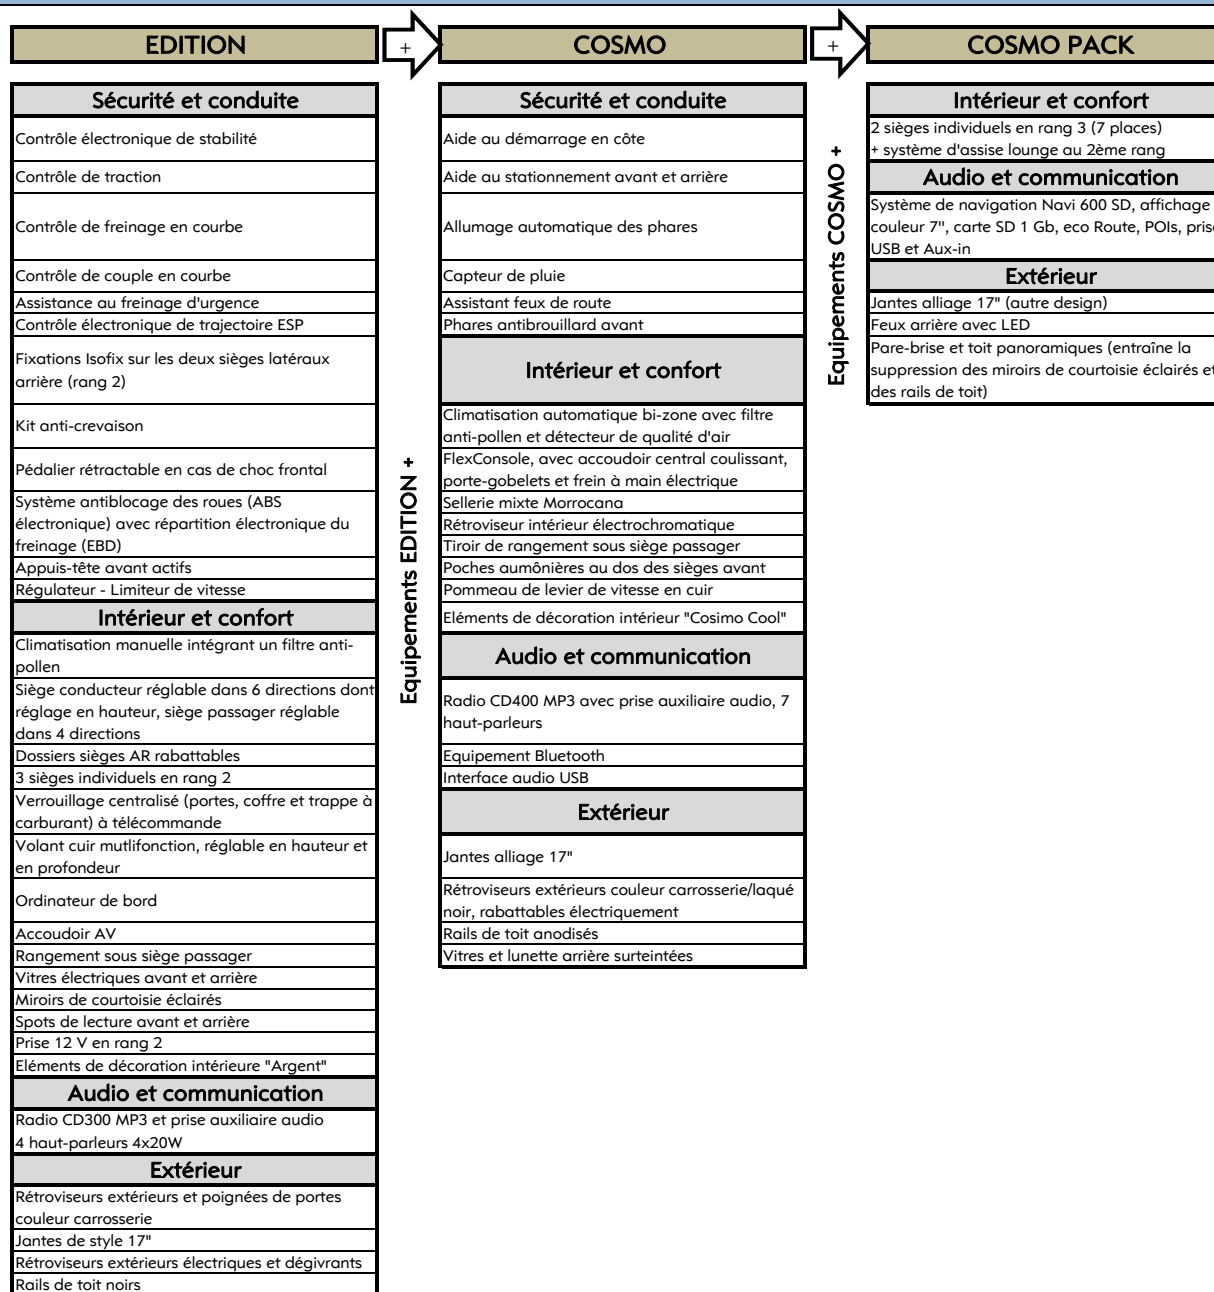 EDITION
+
COSMO
+
COSMO PACK
Sécurité et conduite
Contrôle électronique de stabilité
Contrôle de traction
Contrôle de freinage en courbe
Contrôle de couple en courbe
Assistance au freinage d'urgence
Contrôle électronique de trajectoire ESP
Fixations Isofix sur les deux sièges latéraux
arrière (rang 2)
Kit anti-crevaison
Pédalier rétractable en cas de choc frontal
Système antiblocage des roues (ABS
électronique) avec répartition électronique du
freinage (EBD)
Appuis-tête avant actifs
Régulateur - Limiteur de vitesse
Intérieur et confort
Climatisation manuelle intégrant un filtre anti-
pollen
Siège conducteur réglable dans 6 directions dont
réglage en hauteur, siège passager réglable
dans 4 directions
Dossiers sièges AR rabattables
3 sièges individuels en rang 2
Verrouillage centralisé (portes, coffre et trappe à
carburant) à télécommande
Volant cuir mutlifonction, réglable en hauteur et
en profondeur
Ordinateur de bord
Accoudoir AV
Rangement sous siège passager
Vitres électriques avant et arrière
Miroirs de courtoisie éclairés
Spots de lecture avant et arrière
Prise 12 V en rang 2
Eléments de décoration intérieure "Argent"
Audio et communication
Radio CD300 MP3 et prise auxiliaire audio
4 haut-parleurs 4x20W
Extérieur
Rétroviseurs extérieurs et poignées de portes
couleur carrosserie
Jantes de style 17"
Rétroviseurs extérieurs électriques et dégivrants
Rails de toit noirs
Equipements EDITION +
Sécurité et conduite
Aide au démarrage en côte
Aide au stationnement avant et arrière
Allumage automatique des phares
Capteur de pluie
Assistant feux de route
Phares antibrouillard avant
Intérieur et confort
Climatisation automatique bi-zone avec filtre
anti-pollen et détecteur de qualité d'air
FlexConsole, avec accoudoir central coulissant,
porte-gobelets et frein à main électrique
Sellerie mixte Morrocana
Rétroviseur intérieur électrochromatique
Tiroir de rangement sous siège passager
Poches aumônières au dos des sièges avant
Pommeau de levier de vitesse en cuir
Eléments de décoration intérieur "Cosimo Cool"
Audio et communication
Radio CD400 MP3 avec prise auxiliaire audio, 7
haut-parleurs
Equipement Bluetooth
Interface audio USB
Extérieur
Jantes alliage 17"
Rétroviseurs extérieurs couleur carrosserie/laqué
noir, rabattables électriquement
Rails de toit anodisés
Vitres et lunette arrière surteintées
Equipements COSMO +
Intérieur et confort
2 sièges individuels en rang 3 (7 places)
+ système d'assise lounge au 2ème rang
Audio et communication
Système de navigation Navi 600 SD, affichage
couleur 7", carte SD 1 Gb, eco Route, POIs, pris
USB et Aux-in
Extérieur
Jantes alliage 17" (autre design)
Feux arrière avec LED
Pare-brise et toit panoramiques (entraîne la
suppression des miroirs de courtoisie éclairés et
des rails de toit)